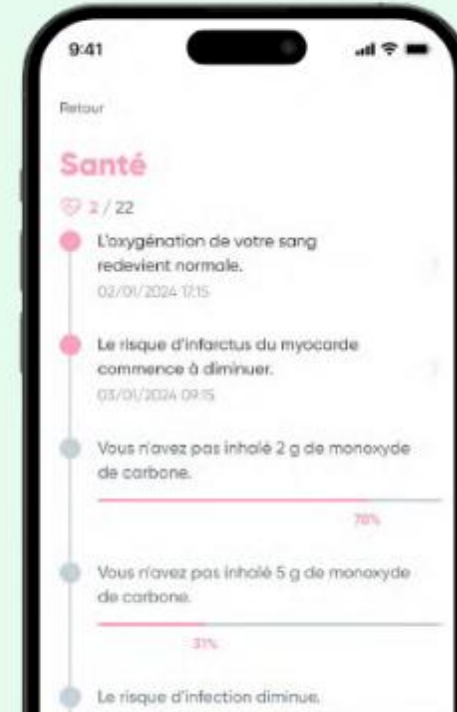 9:41
Retour
Santé
2 / 22
L'oxygénation de votre sang
redevient normale.
02/01/2024 17:15
Le risque d'infarctus du myocarde
commence à diminuer.
03/01/2024 09:15
Vous n'avez pas inhalé 2 g de monoxyde
de carbone.
78%
Vous n'avez pas inhalé 5 g de monoxyde
de carbone.
31%
Le risque d'infection diminue.